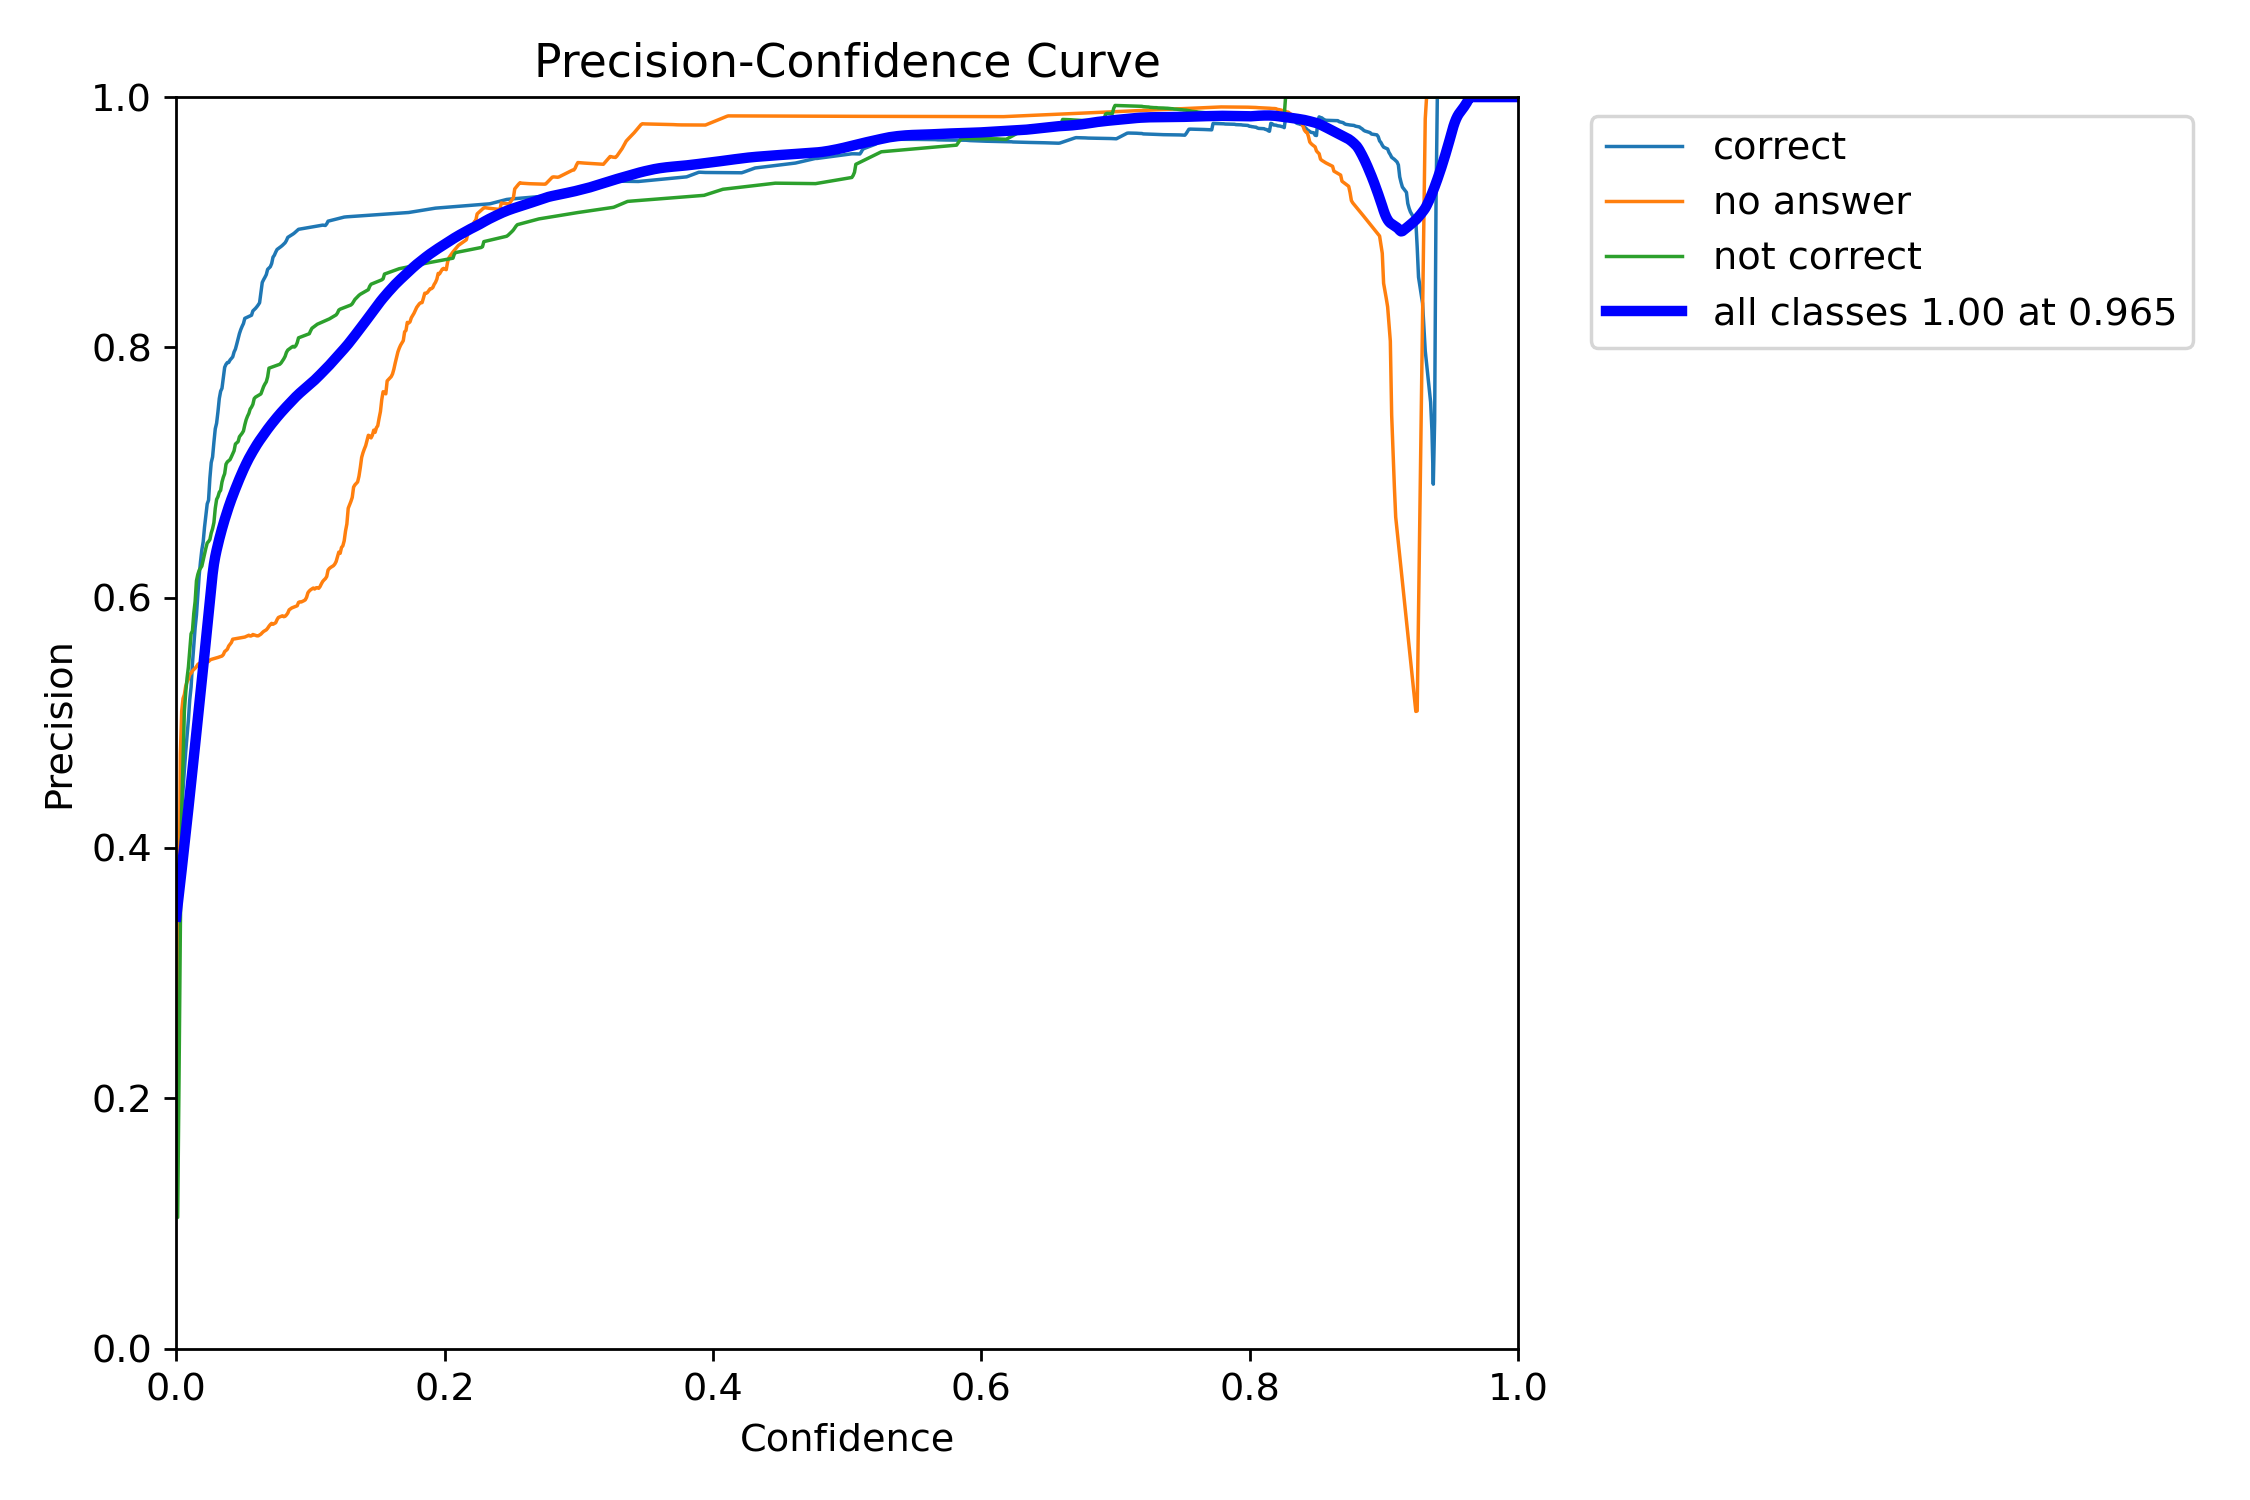 Precision-Confidence Curve
1.0
0.8
0.6
0.4
0.2
0.0
Precision
0.0 0.2 0.4 0.6 0.8 1.0
Confidence
correct
no answer
not correct
all classes 1.00 at 0.965